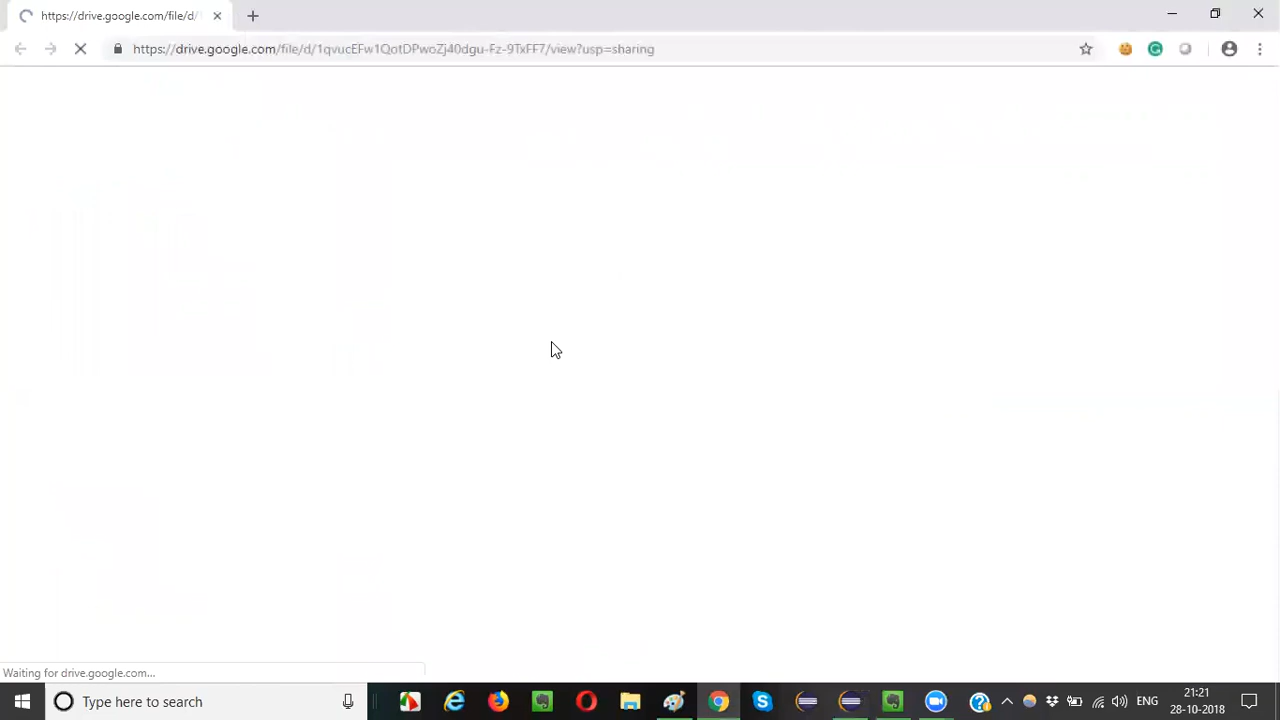 https://drive.google.com/file/d/
https://drive.google.com/file/d/1qvucEFw1QotDPwoZj40dgu-Fz-9TxFF7/view?usp=sharing
Waiting for drive.google.com...
Type here to search
ENG
21:21
28-10-2018